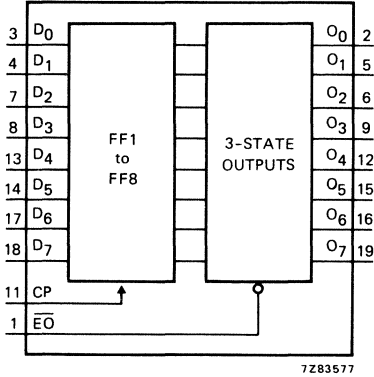 3 D0 O0 2
4 D1 O1 5
7 D2 O2 6
8 D3 O3 9
13 D4 O4 12
14 D5 O5 15
17 D6 O6 16
18 D7 O7 19
FF1
to
FF8
3-STATE
OUTPUTS
11 CP
1 E̅O̅
7Z83577